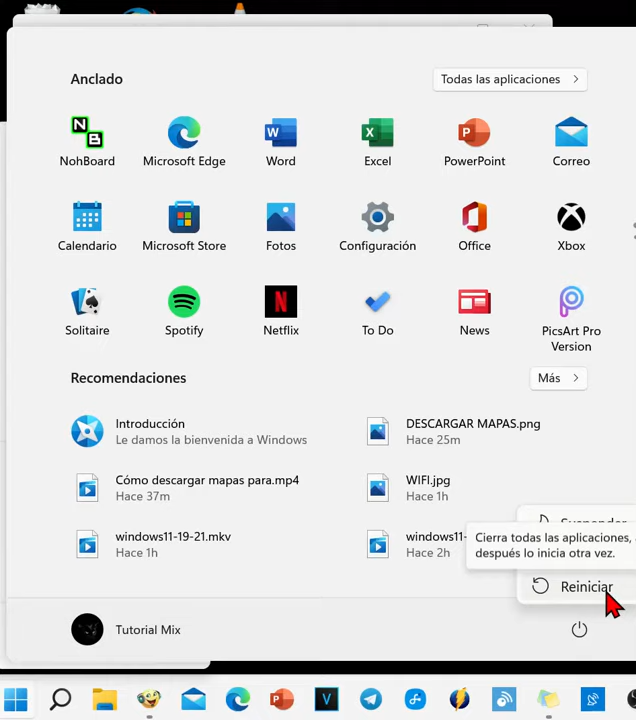 Anclado
Todas las aplicaciones
NohBoard
Microsoft Edge
Word
Excel
PowerPoint
Correo
Calendario
Microsoft Store
Fotos
Configuración
Office
Xbox
Solitaire
Spotify
Netflix
To Do
News
PicsArt Pro
Version
Recomendaciones
Más
Introducción
Le damos la bienvenida a Windows
DESCARGAR MAPAS.png
Hace 25m
Cómo descargar mapas para.mp4
Hace 37m
WIFI.jpg
Hace 1h
windows11-19-21.mkv
Hace 1h
windows11-
Hace 2h
Cierra todas las aplicaciones,
después lo inicia otra vez.
Reiniciar
Tutorial Mix